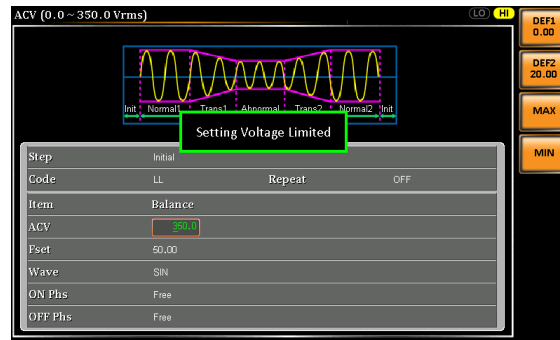 ACV (0.0 ~ 350.0 Vrms) LO HI
DEF1
0.00
DEF2
20.00
MAX
MIN
Init Normal1 Trans1 Abnormal Trans2 Normal2 Init
Setting Voltage Limited
Step Initial
Code LL Repeat OFF
Item Balance
ACV 350.0
Fset 50.00
Wave SIN
ON Phs Free
OFF Phs Free